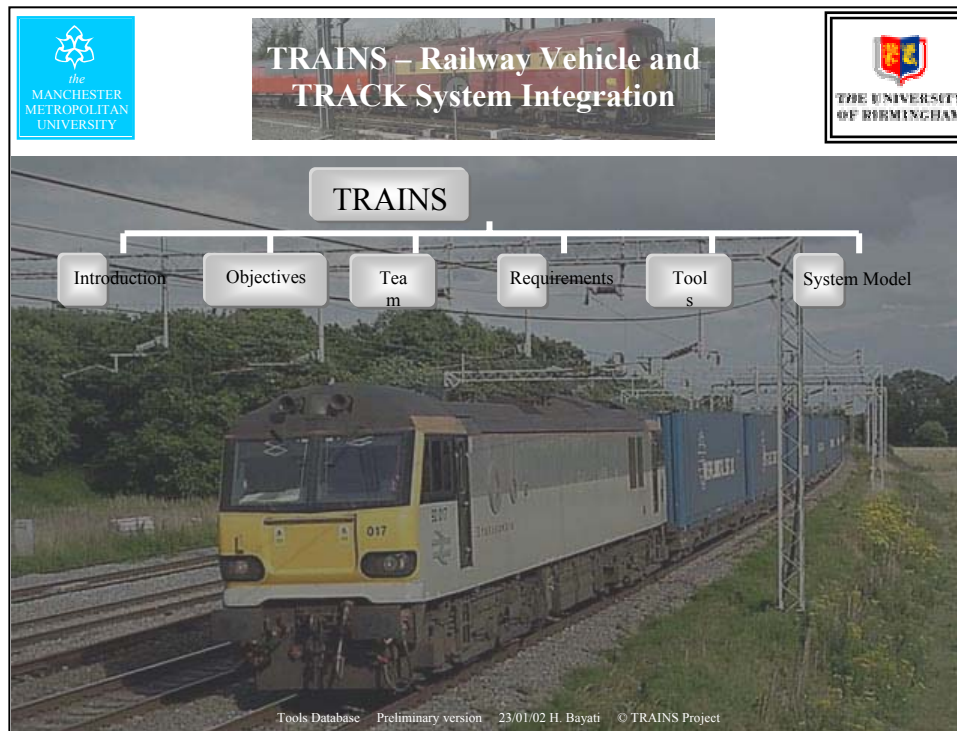 the
MANCHESTER
METROPOLITAN
UNIVERSITY
TRAINS – Railway Vehicle and
TRACK System Integration
THE UNIVERSITY
OF BIRMINGHAM
TRAINS
Introduction
Objectives
Tea
m
Requirements
Tool
s
System Model
017
Tools Database Preliminary version 23/01/02 H. Bayati © TRAINS Project